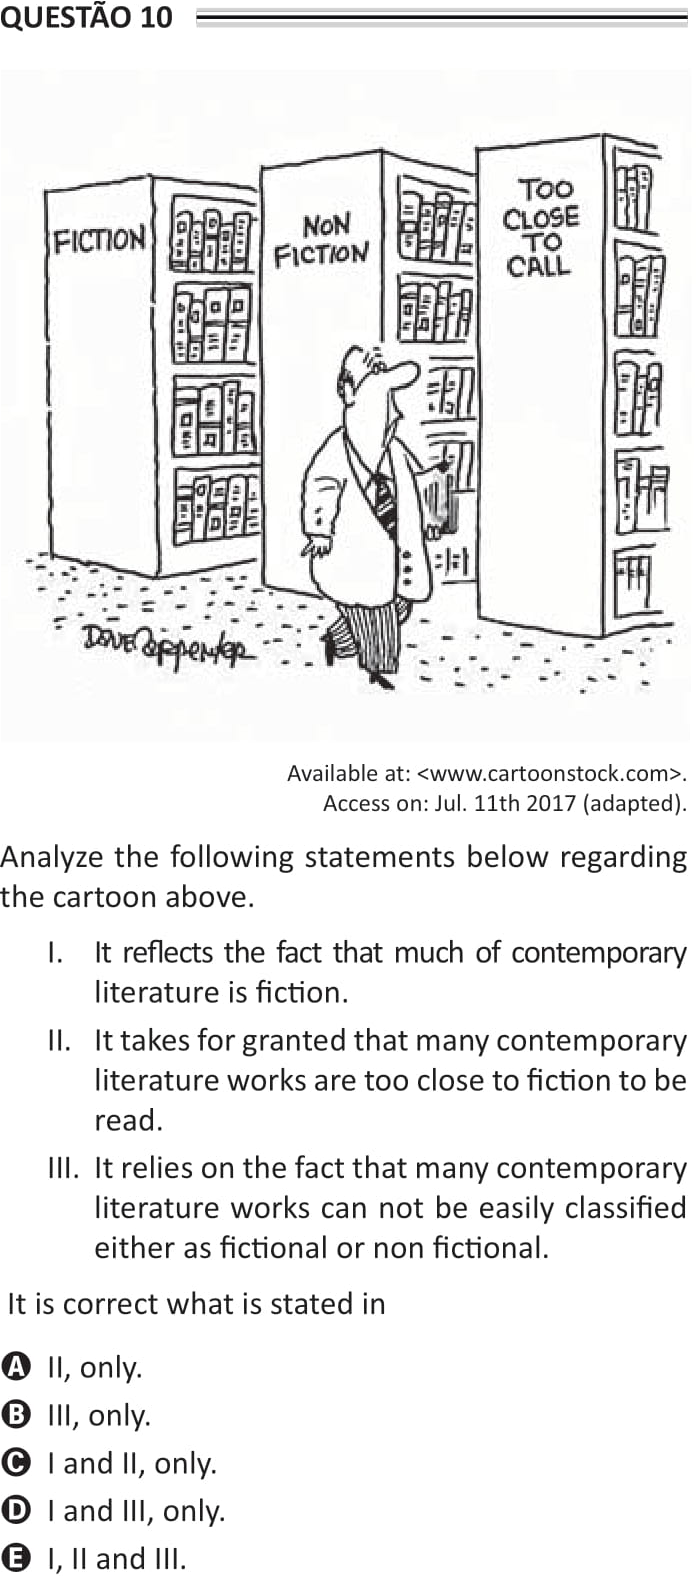 QUESTÃO 10
FICTION
NON
FICTION
TOO
CLOSE
TO
CALL
Available at: <www.cartoonstock.com>.
Access on: Jul. 11th 2017 (adapted).
Analyze the following statements below regarding
the cartoon above.
I. It reflects the fact that much of contemporary
literature is fiction.
II. It takes for granted that many contemporary
literature works are too close to fiction to be
read.
III. It relies on the fact that many contemporary
literature works can not be easily classified
either as fictional or non fictional.
It is correct what is stated in
A II, only.
B III, only.
C I and II, only.
D I and III, only.
E I, II and III.